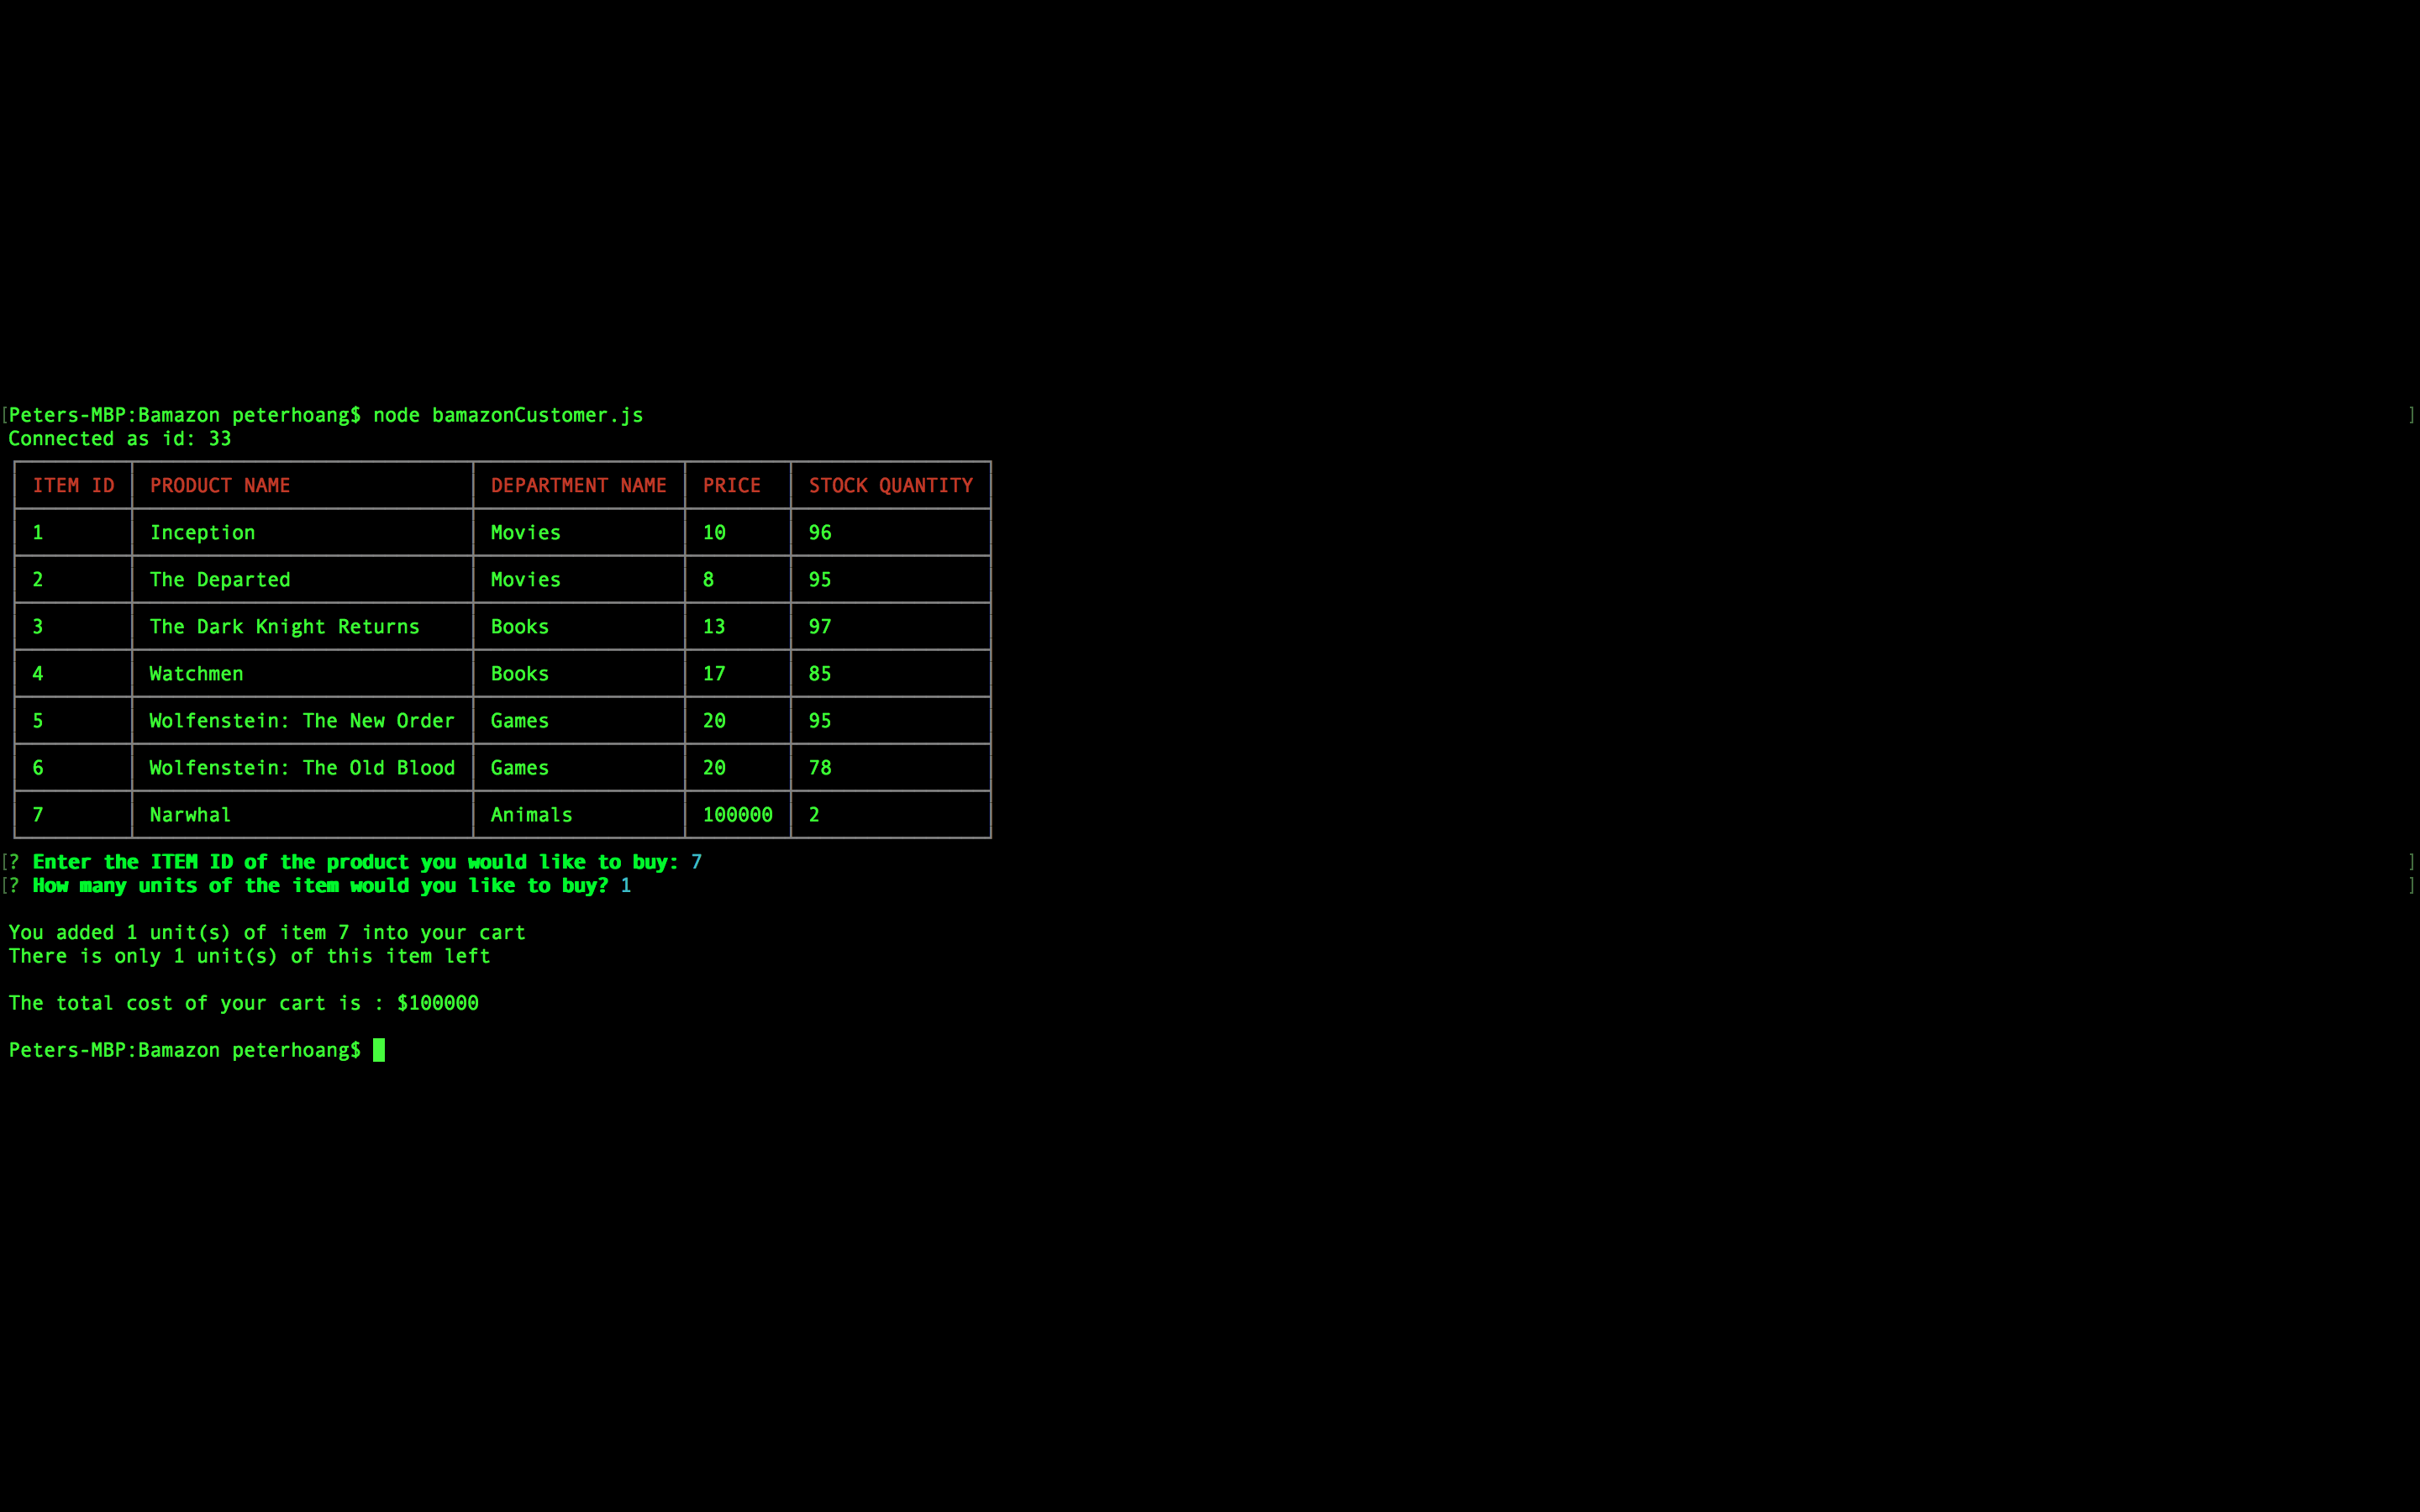 [Peters-MBP:Bamazon peterhoang$ node bamazonCustomer.js ]
Connected as id: 33
ITEM ID PRODUCT NAME DEPARTMENT NAME PRICE STOCK QUANTITY
1 Inception Movies 10 96
2 The Departed Movies 8 95
3 The Dark Knight Returns Books 13 97
4 Watchmen Books 17 85
5 Wolfenstein: The New Order Games 20 95
6 Wolfenstein: The Old Blood Games 20 78
7 Narwhal Animals 100000 2
[? Enter the ITEM ID of the product you would like to buy: 7 ]
[? How many units of the item would you like to buy? 1 ]
You added 1 unit(s) of item 7 into your cart
There is only 1 unit(s) of this item left
The total cost of your cart is : $100000
Peters-MBP:Bamazon peterhoang$